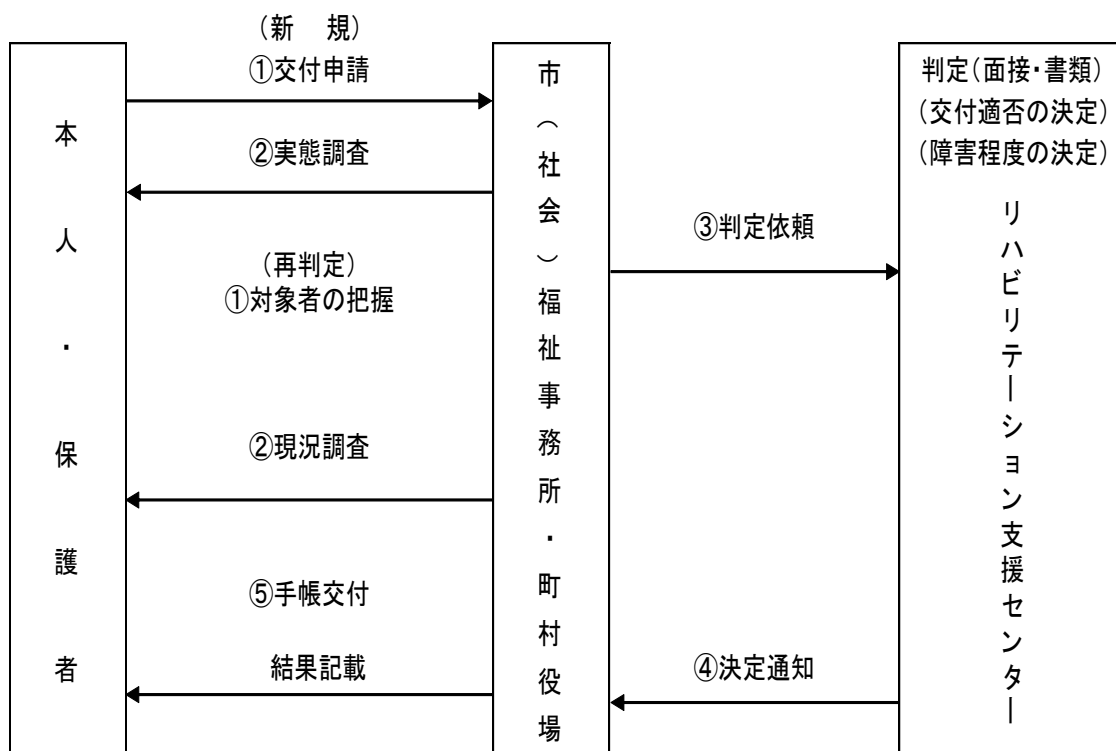 本人・保護者
(新　規)
①交付申請
②実態調査
(再判定)
①対象者の把握
②現況調査
⑤手帳交付
結果記載
市(社会)福祉事務所・町村役場
③判定依頼
④決定通知
判定(面接・書類)
(交付適否の決定)
(障害程度の決定)
リハビリテーション支援センター